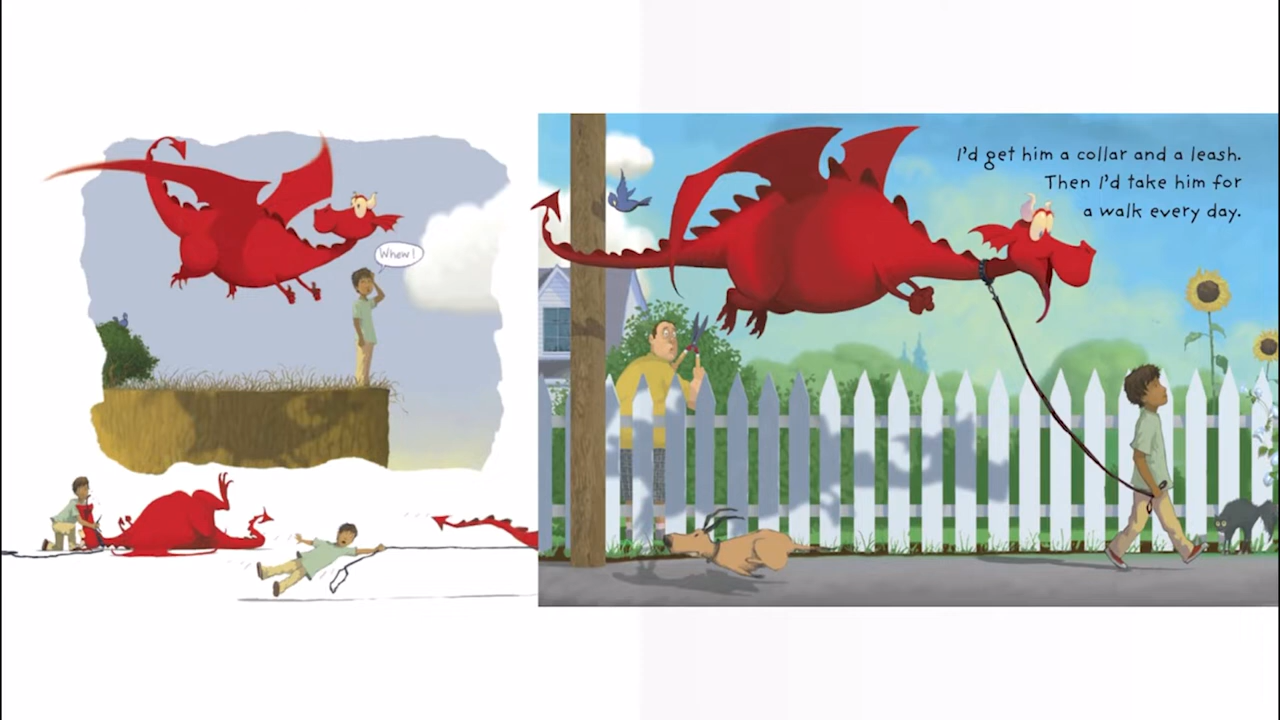 Whew!
I'd get him a collar and a leash.
Then I'd take him for
a walk every day.